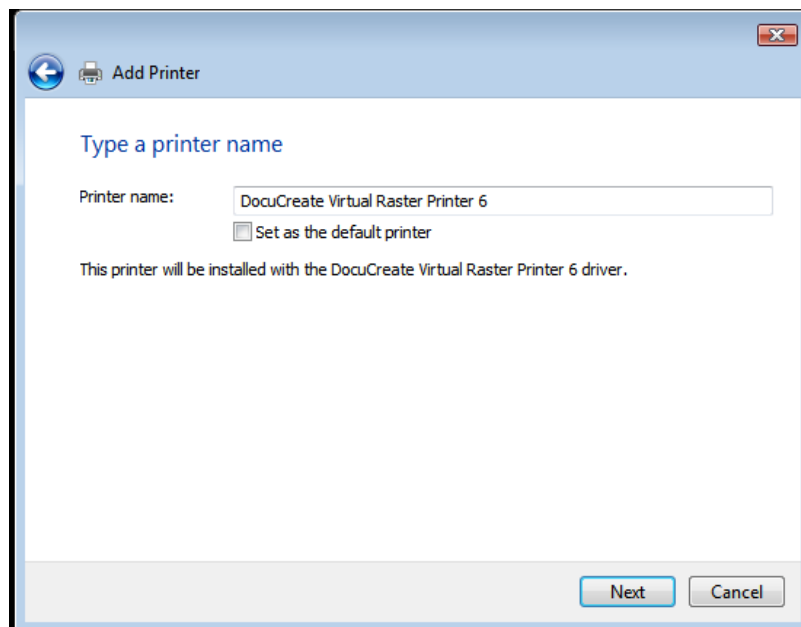 Add Printer
Type a printer name
Printer name:
DocuCreate Virtual Raster Printer 6
Set as the default printer
This printer will be installed with the DocuCreate Virtual Raster Printer 6 driver.
Next
Cancel